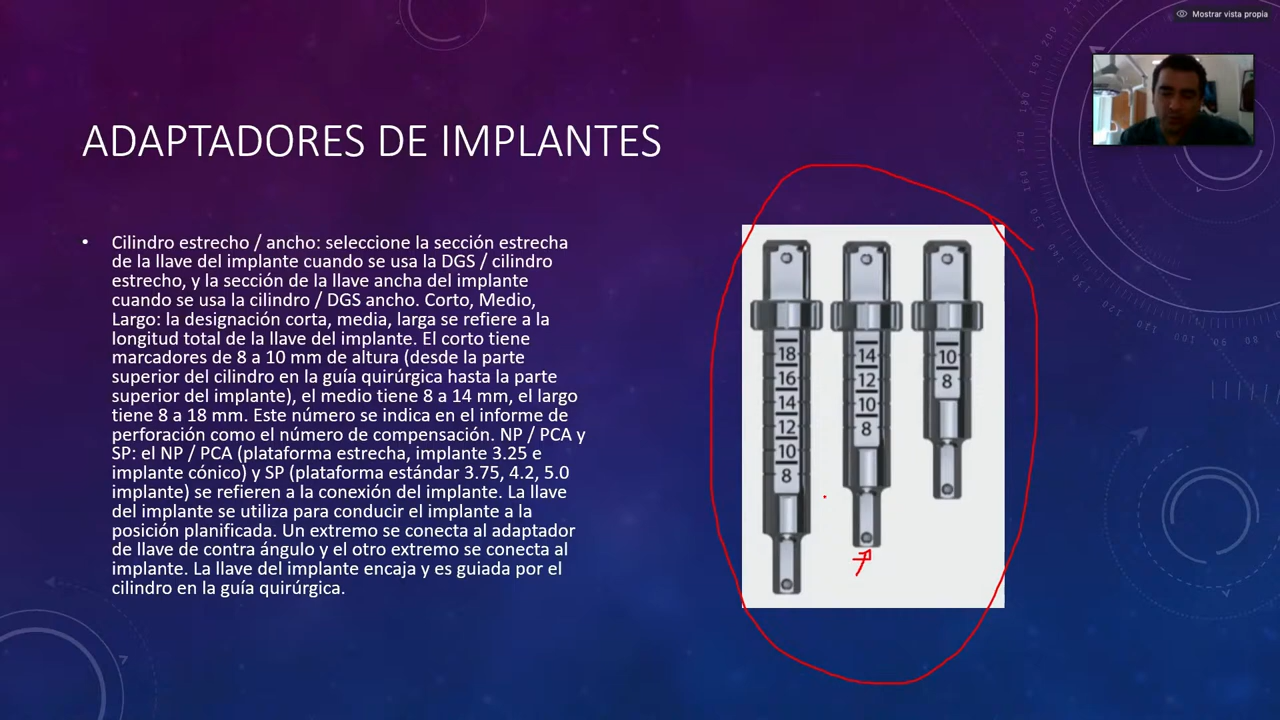 Mostrar vista propia
ADAPTADORES DE IMPLANTES
• Cilindro estrecho / ancho: seleccione la sección estrecha
de la llave del implante cuando se usa la DGS / cilindro
estrecho, y la sección de la llave ancha del implante
cuando se usa la cilindro / DGS ancho. Corto, Medio,
Largo: la designación corta, media, larga se refiere a la
longitud total de la llave del implante. El corto tiene
marcadores de 8 a 10 mm de altura (desde la parte
superior del cilindro en la guía quirúrgica hasta la parte
superior del implante), el medio tiene 8 a 14 mm, el largo
tiene 8 a 18 mm. Este número se indica en el informe de
perforación como el número de compensación. NP / PCA y
SP: el NP / PCA (plataforma estrecha, implante 3.25 e
implante cónico) y SP (plataforma estándar 3.75, 4.2, 5.0
implante) se refieren a la conexión del implante. La llave
del implante se utiliza para conducir el implante a la
posición planificada. Un extremo se conecta al adaptador
de llave de contra ángulo y el otro extremo se conecta al
implante. La llave del implante encaja y es guiada por el
cilindro en la guía quirúrgica.
18
16
14
12
10
8
14
12
10
8
10
8